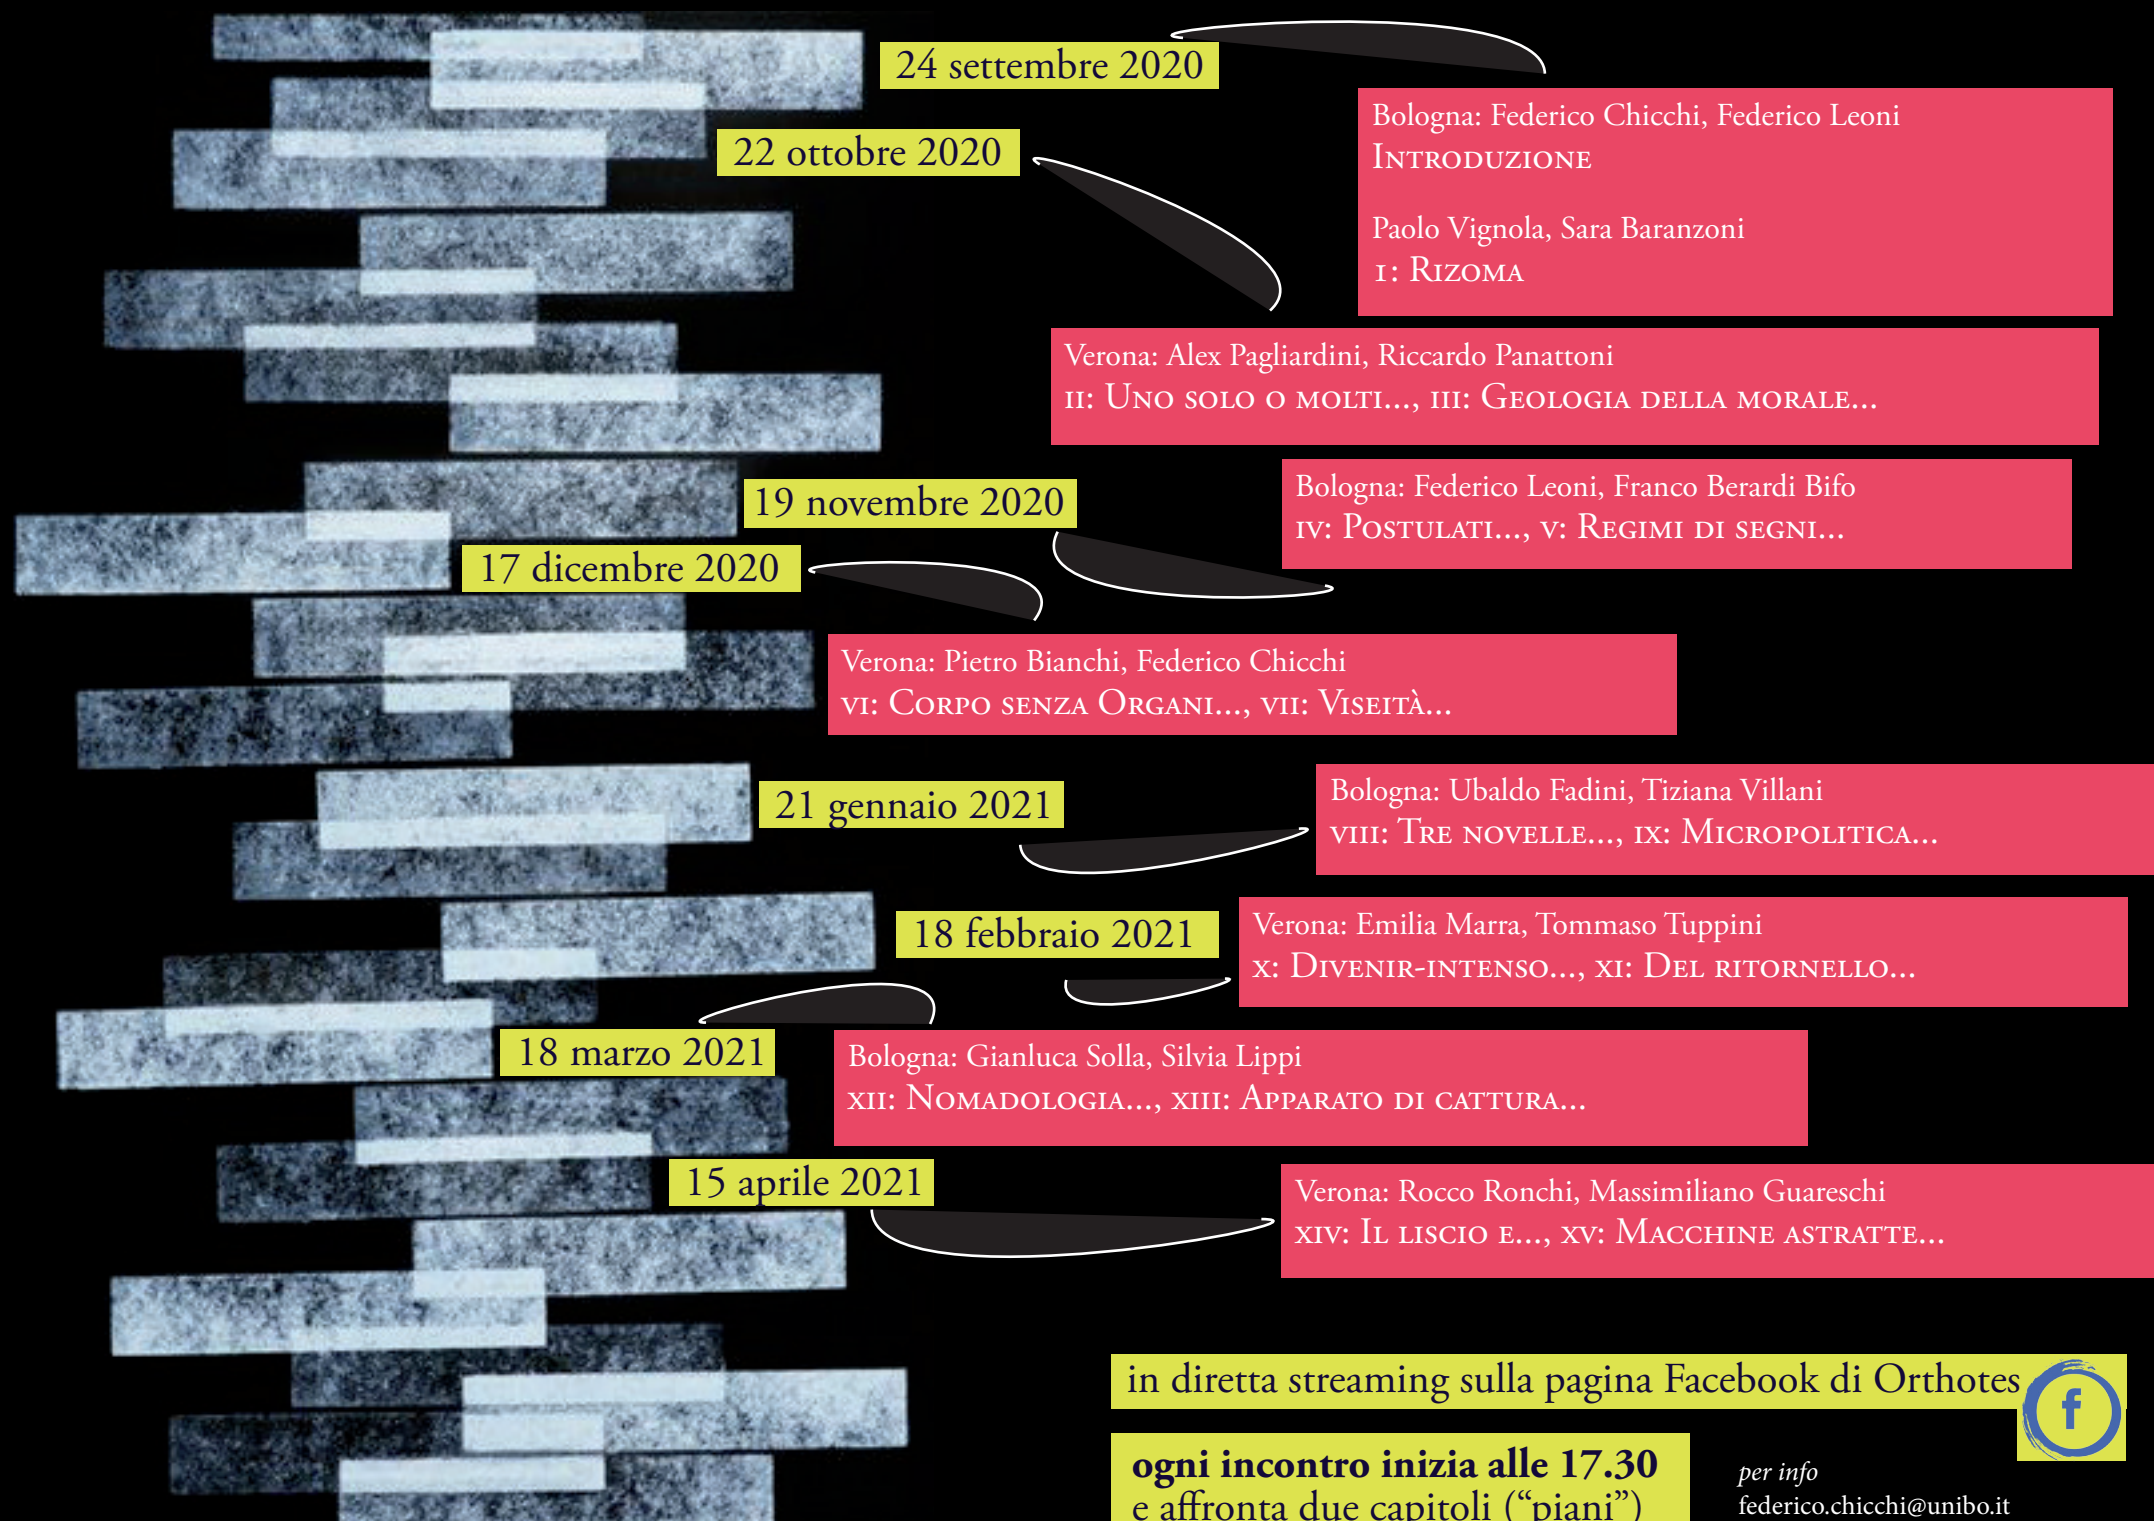 24 settembre 2020
Bologna: Federico Chicchi, Federico Leoni
Introduzione
Paolo Vignola, Sara Baranzoni
I: Rizoma
22 ottobre 2020
Verona: Alex Pagliardini, Riccardo Panattoni
II: Uno solo o molti..., III: Geologia della morale...
19 novembre 2020
Bologna: Federico Leoni, Franco Berardi Bifo
IV: Postulati..., V: Regimi di segni...
17 dicembre 2020
Verona: Pietro Bianchi, Federico Chicchi
VI: Corpo senza Organi..., VII: Viseità...
21 gennaio 2021
Bologna: Ubaldo Fadini, Tiziana Villani
VIII: Tre novelle..., IX: Micropolitica...
18 febbraio 2021
Verona: Emilia Marra, Tommaso Tuppini
X: Divenir-intenso..., XI: Del ritornello...
18 marzo 2021
Bologna: Gianluca Solla, Silvia Lippi
XII: Nomadologia..., XIII: Apparato di cattura...
15 aprile 2021
Verona: Rocco Ronchi, Massimiliano Guareschi
XIV: Il liscio e..., XV: Macchine astratte...
in diretta streaming sulla pagina Facebook di Orthotes
f
ogni incontro inizia alle 17.30
e affronta due capitoli (“piani”)
per info
federico.chicchi@unibo.it